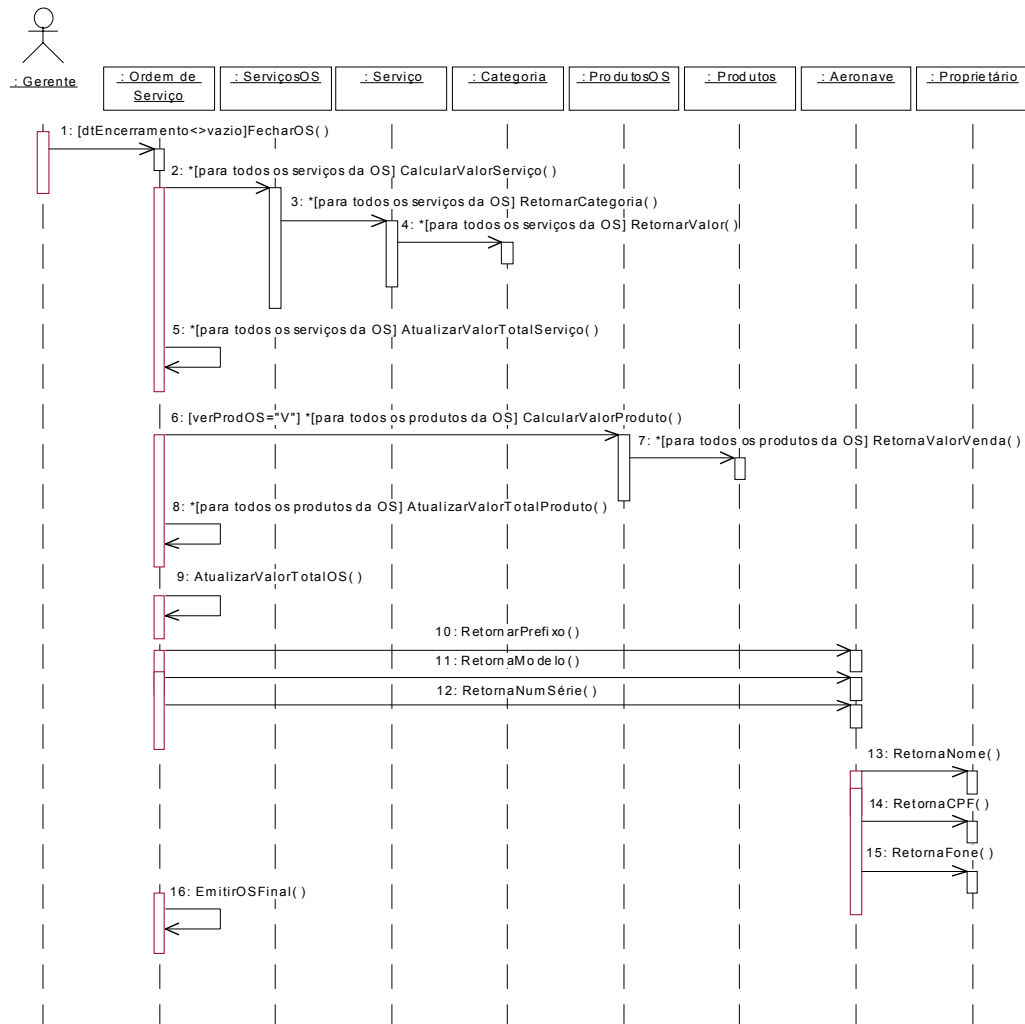 : Gerente
: Ordem de
Serviço
: ServiçosOS
: Serviço
: Categoria
: ProdutosOS
: Produtos
: Aeronave
: Proprietário
1: [dtEncerramento<>vazio]FecharOS( )
2: *[para todos os serviços da OS] CalcularValorServiço( )
3: *[para todos os serviços da OS] RetornarCategoria( )
4: *[para todos os serviços da OS] RetornarValor( )
5: *[para todos os serviços da OS] AtualizarValorTotalServiço( )
6: [verProdOS="V"] *[para todos os produtos da OS] CalcularValorProduto( )
7: *[para todos os produtos da OS] RetornaValorVenda( )
8: *[para todos os produtos da OS] AtualizarValorTotalProduto( )
9: AtualizarValorTotalOS( )
10: RetornarPrefixo( )
11: RetornaModelo( )
12: RetornaNumSérie( )
13: RetornaNome( )
14: RetornaCPF( )
15: RetornaFone( )
16: EmitirOSFinal( )